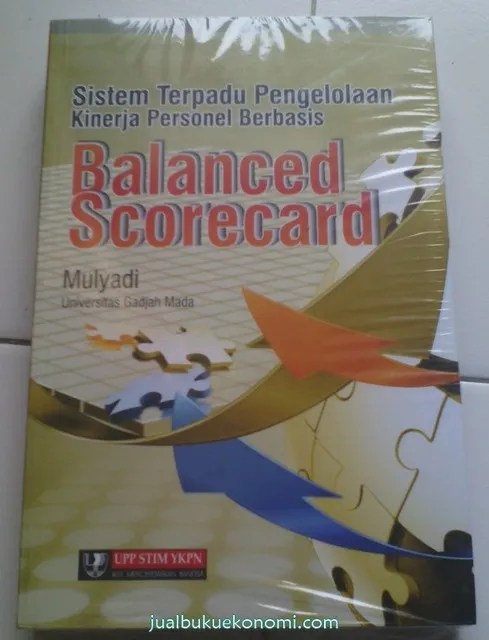 Sistem Terpadu Pengelolaan
Kinerja Personel Berbasis
Balanced
Scorecard
Mulyadi
Universitas Gadjah Mada
UPP STIM YKPN
jualbukuekonomi.com